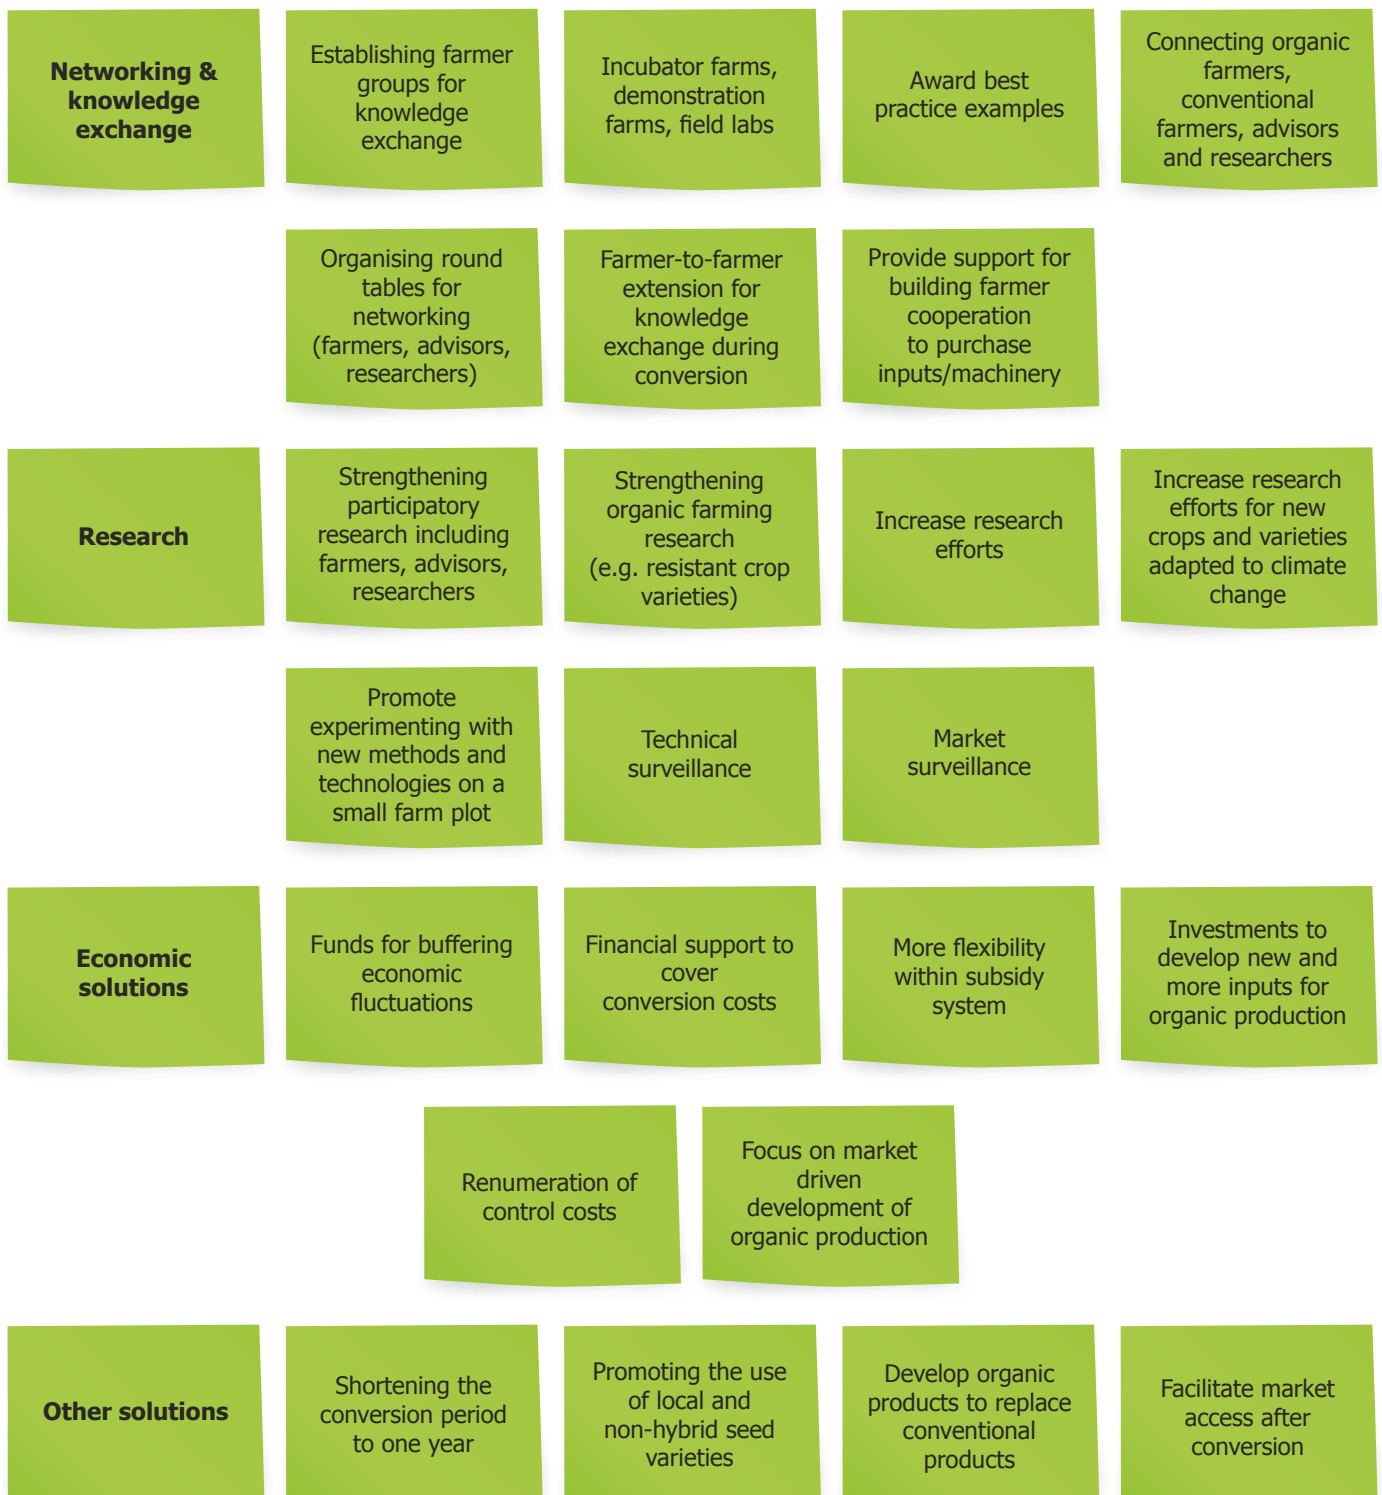 Networking &
knowledge
exchange
Establishing farmer
groups for
knowledge
exchange
Incubator farms,
demonstration
farms, field labs
Award best
practice examples
Connecting organic
farmers,
conventional
farmers, advisors
and researchers
Organising round
tables for
networking
(farmers, advisors,
researchers)
Farmer-to-farmer
extension for
knowledge
exchange during
conversion
Provide support for
building farmer
cooperation
to purchase
inputs/machinery
Research
Strengthening
participatory
research including
farmers, advisors,
researchers
Strengthening
organic farming
research
(e.g. resistant crop
varieties)
Increase research
efforts
Increase research
efforts for new
crops and varieties
adapted to climate
change
Promote
experimenting with
new methods and
technologies on a
small farm plot
Technical
surveillance
Market
surveillance
Economic
solutions
Funds for buffering
economic
fluctuations
Financial support to
cover
conversion costs
More flexibility
within subsidy
system
Investments to
develop new and
more inputs for
organic production
Renumeration of
control costs
Focus on market
driven
development of
organic production
Other solutions
Shortening the
conversion period
to one year
Promoting the use
of local and
non-hybrid seed
varieties
Develop organic
products to replace
conventional
products
Facilitate market
access after
conversion